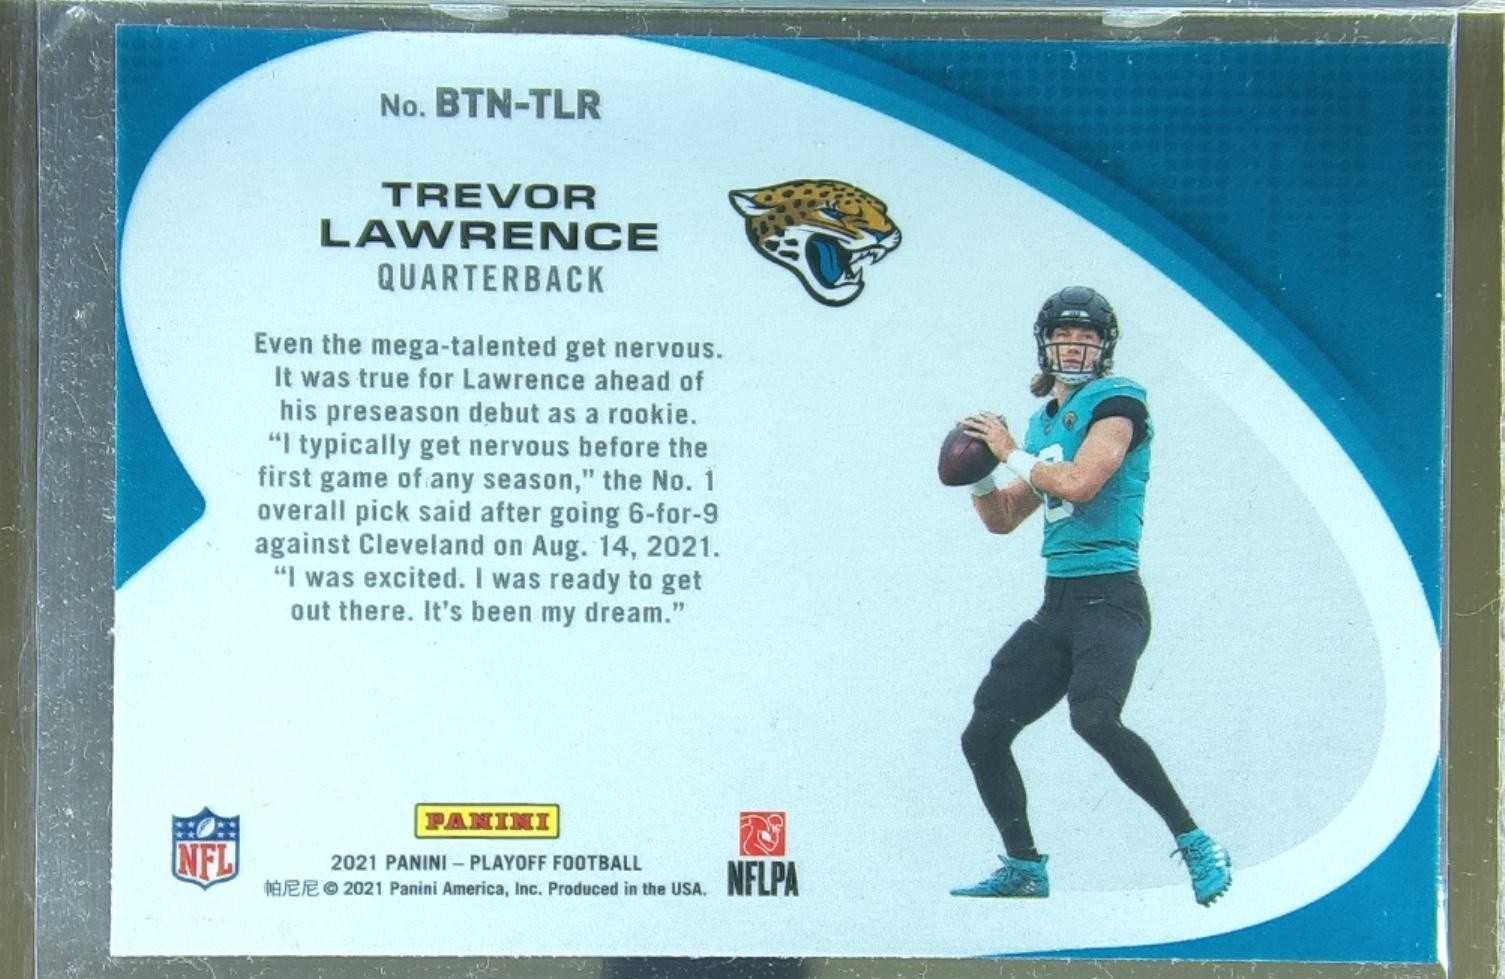 No. BTN-TLR
TREVOR
LAWRENCE
QUARTERBACK
Even the mega-talented get nervous.
It was true for Lawrence ahead of
his preseason debut as a rookie.
“I typically get nervous before the
first game of any season,” the No. 1
overall pick said after going 6-for-9
against Cleveland on Aug. 14, 2021.
“I was excited. I was ready to get
out there. It’s been my dream.”
NFL
PANINI
2021 PANINI – PLAYOFF FOOTBALL
帕尼尼 © 2021 Panini America, Inc. Produced in the USA.
NFLPA